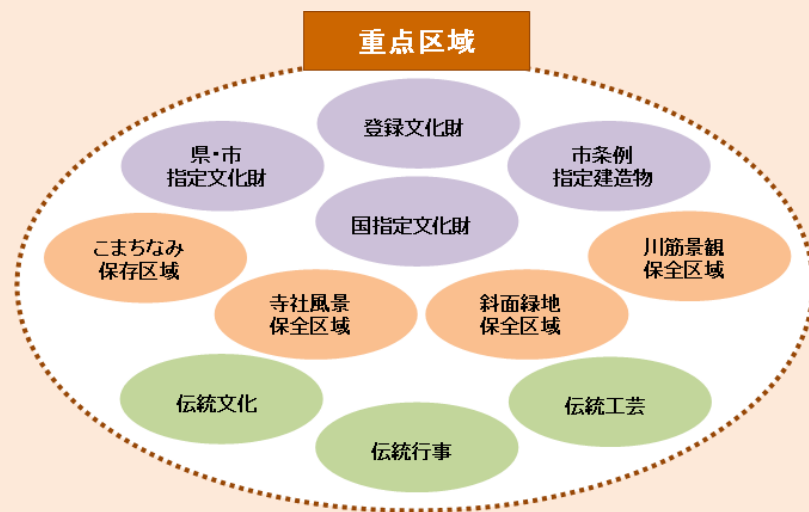 重点区域
登録文化財
県・市
指定文化財
市条例
指定建造物
国指定文化財
こまちなみ
保存区域
川筋景観
保全区域
寺社風景
保全区域
斜面緑地
保全区域
伝統文化
伝統工芸
伝統行事